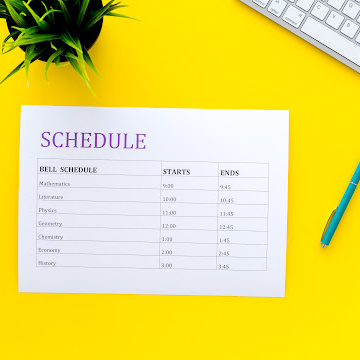 SCHEDULE
BELL SCHEDULE STARTS ENDS
Mathematics 9:00 9:45
Literature 10:00 10:45
Physics 11:00 11:45
Geometry 12:00 12:45
Chemistry 1:00 1:45
Economy 2:00 2:45
History 3:00 3:45